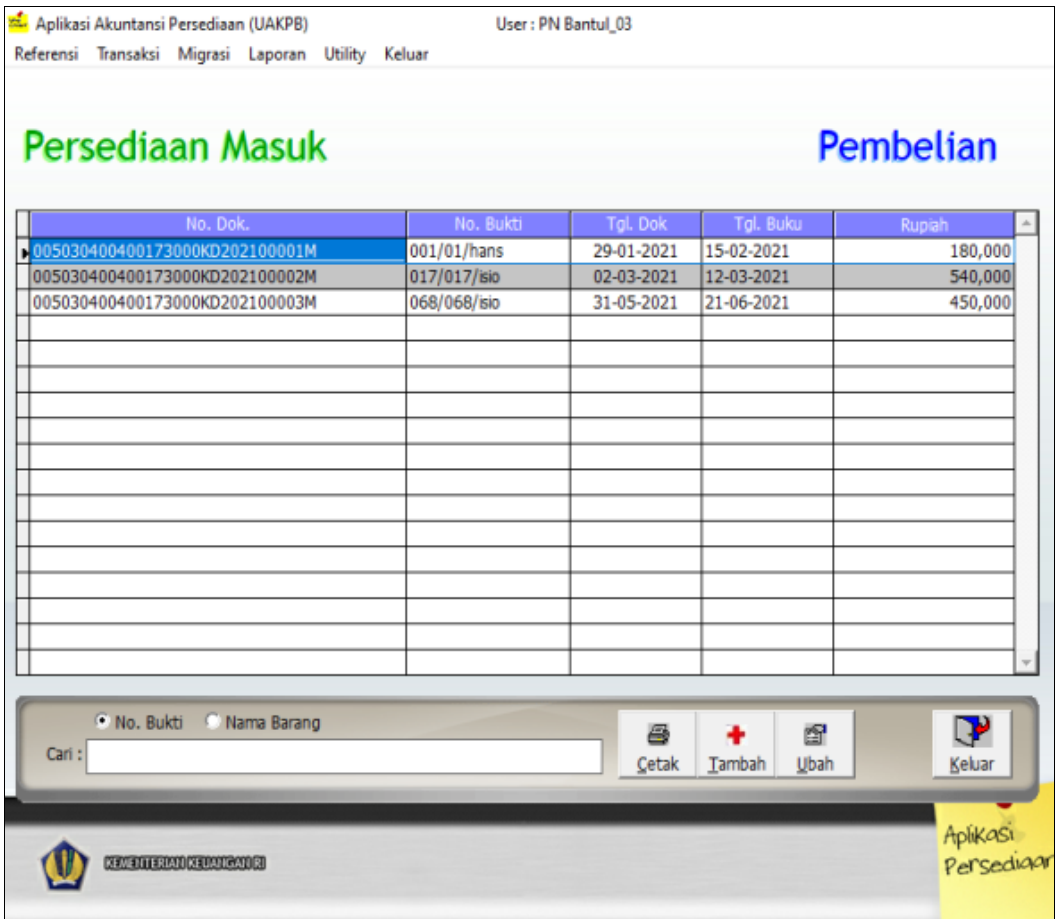 Aplikasi Akuntansi Persediaan (UAKPB) User : PN Bantul_03
Referensi Transaksi Migrasi Laporan Utility Keluar
Persediaan Masuk Pembelian
No. Dok. No. Bukti Tgl. Dok Tgl. Buku Rupiah
005030400400173000KD202100001M 001/01/hans 29-01-2021 15-02-2021 180,000
005030400400173000KD202100002M 017/017/isio 02-03-2021 12-03-2021 540,000
005030400400173000KD202100003M 068/068/isio 31-05-2021 21-06-2021 450,000
No. Bukti Nama Barang
Cari :
Cetak Tambah Ubah Keluar
Aplikasi
Persediaan
KEMENTERIAN KEUANGAN RI